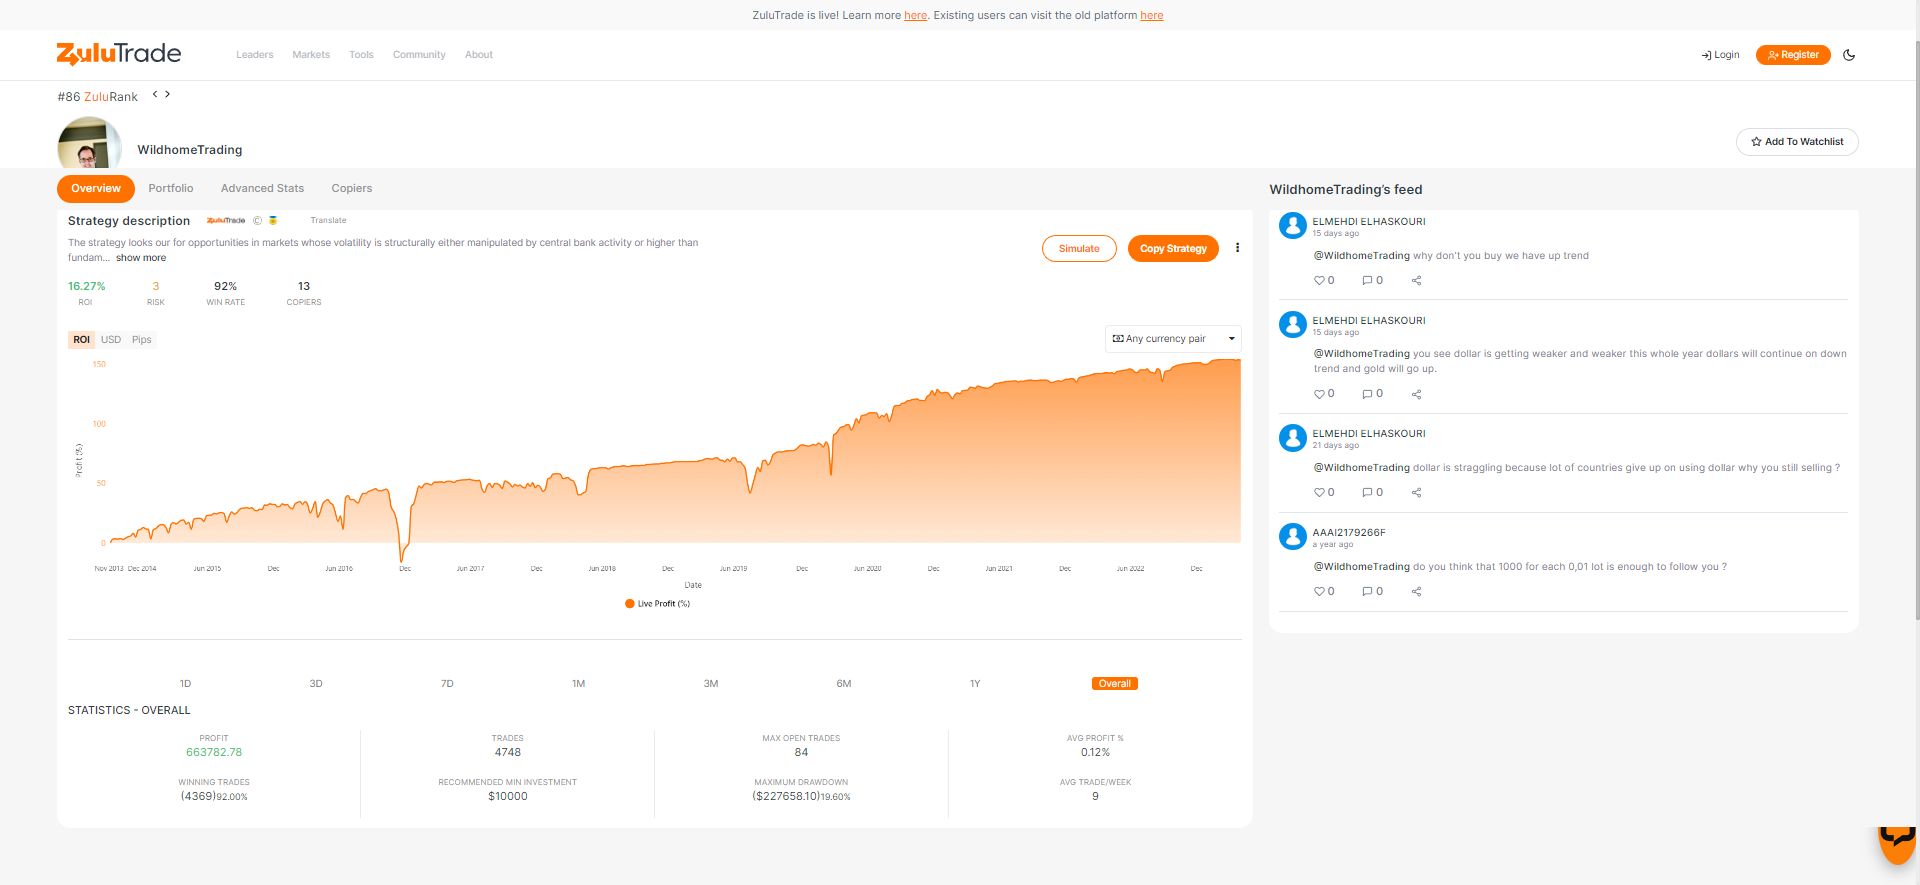 ZuluTrade is live! Learn more here. Existing users can visit the old platform here
ZuluTrade
Leaders
Markets
Tools
Community
About
Login
Register
#86 ZuluRank
WildhomeTrading
Add To Watchlist
Overview
Portfolio
Advanced Stats
Copiers
Strategy description
ZuluTrade
Translate
The strategy looks our for opportunities in markets whose volatility is structurally either manipulated by central bank activity or higher than
fundam... show more
Simulate
Copy Strategy
16.27%
3
92%
13
ROI
RISK
WIN RATE
COPIERS
ROI
USD
Pips
Any currency pair
150
100
50
0
Profit (%)
Nov 2013
Dec 2014
Jun 2015
Dec
Jun 2016
Dec
Jun 2017
Dec
Jun 2018
Dec
Jun 2019
Dec
Jun 2020
Dec
Jun 2021
Dec
Jun 2022
Dec
Date
Live Profit (%)
1D
3D
7D
1M
3M
6M
1Y
Overall
STATISTICS - OVERALL
PROFIT
663782.78
TRADES
4748
MAX OPEN TRADES
84
AVG PROFIT %
0.12%
WINNING TRADES
(4369)92.00%
RECOMMENDED MIN INVESTMENT
$10000
MAXIMUM DRAWDOWN
($227658.10)19.60%
AVG TRADE/WEEK
9
WildhomeTrading's feed
ELMEHDI ELHASKOURI
15 days ago
@WildhomeTrading why don't you buy we have up trend
0
0
ELMEHDI ELHASKOURI
15 days ago
@WildhomeTrading you see dollar is getting weaker and weaker this whole year dollars will continue on down
trend and gold will go up.
0
0
ELMEHDI ELHASKOURI
21 days ago
@WildhomeTrading dollar is straggling because lot of countries give up on using dollar why you still selling ?
0
0
AAAI2179266F
a year ago
@WildhomeTrading do you think that 1000 for each 0,01 lot is enough to follow you ?
0
0